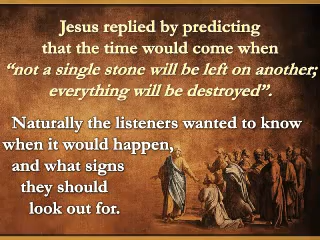 Jesus replied by predicting
that the time would come when
“not a single stone will be left on another;
everything will be destroyed”.
Naturally the listeners wanted to know
when it would happen,
and what signs
they should
look out for.